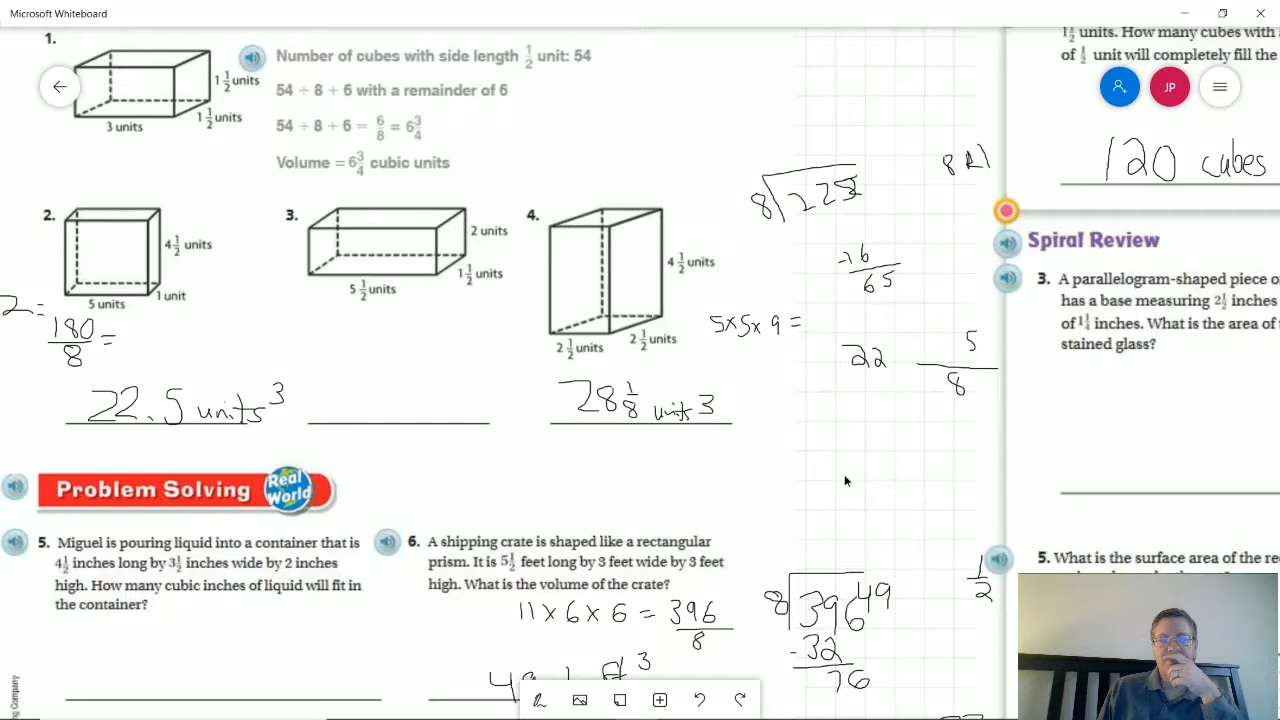 Microsoft Whiteboard
1.
1 1/2 units
1 1/2 units
3 units
Number of cubes with side length 1/2 unit: 54
54 ÷ 8 + 6 with a remainder of 6
54 ÷ 8 + 6 = 6/8 = 6 3/4
Volume = 6 3/4 cubic units
2.
4 1/2 units
1 unit
5 units
2 =
180/8 =
22.5 units³
3.
2 units
1 1/2 units
5 1/2 units
4.
4 1/2 units
2 1/2 units
2 1/2 units
5 x 5 x 9 =
28 1/8 units 3
8
-16
65
22
5/8
Problem Solving
Real World
5. Miguel is pouring liquid into a container that is
4 1/2 inches long by 3 1/2 inches wide by 2 inches
high. How many cubic inches of liquid will fit in
the container?
6. A shipping crate is shaped like a rectangular
prism. It is 5 1/2 feet long by 3 feet wide by 3 feet
high. What is the volume of the crate?
11 x 6 x 6 = 396/8
8 396 49
-32
76
1/2
1 1/2 units. How many cubes with
of 1/2 unit will completely fill the
JP
120 cubes
Spiral Review
3. A parallelogram-shaped piece o
has a base measuring 2 1/2 inches
of 1 1/4 inches. What is the area of
stained glass?
5. What is the surface area of the re
ing Company